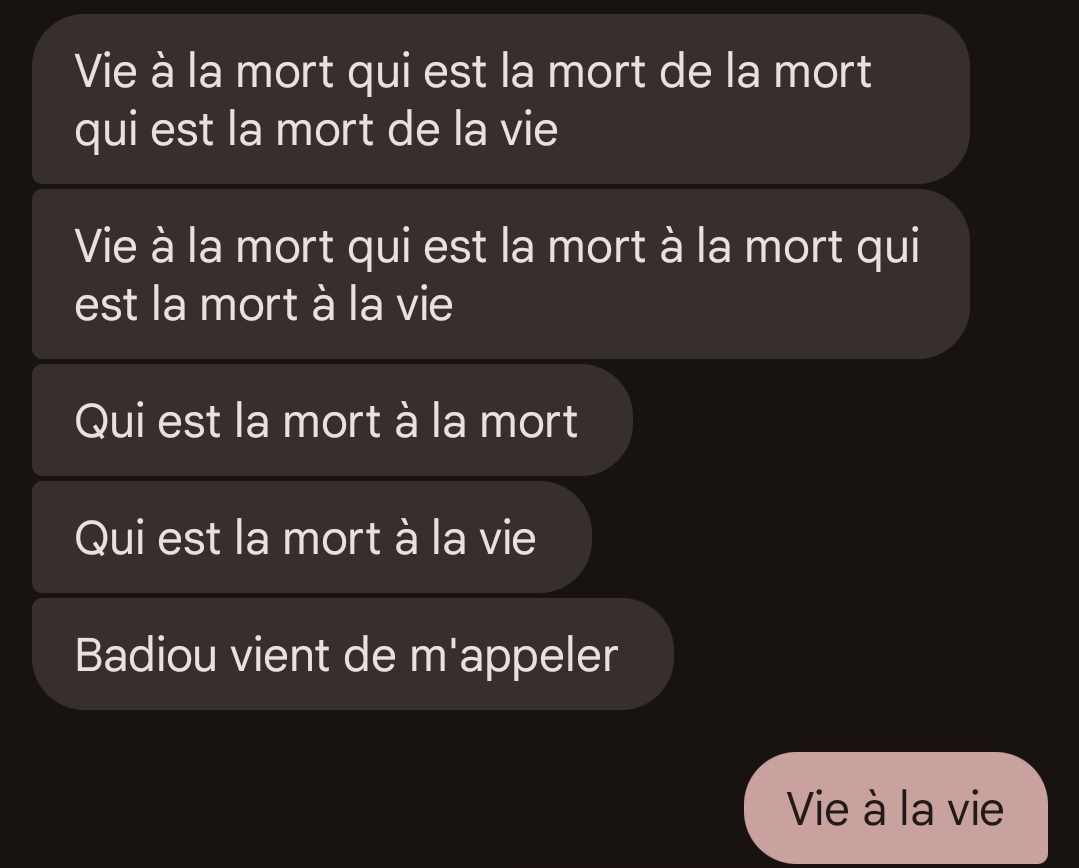 Vie à la mort qui est la mort de la mort
qui est la mort de la vie
Vie à la mort qui est la mort à la mort qui
est la mort à la vie
Qui est la mort à la mort
Qui est la mort à la vie
Badiou vient de m'appeler
Vie à la vie